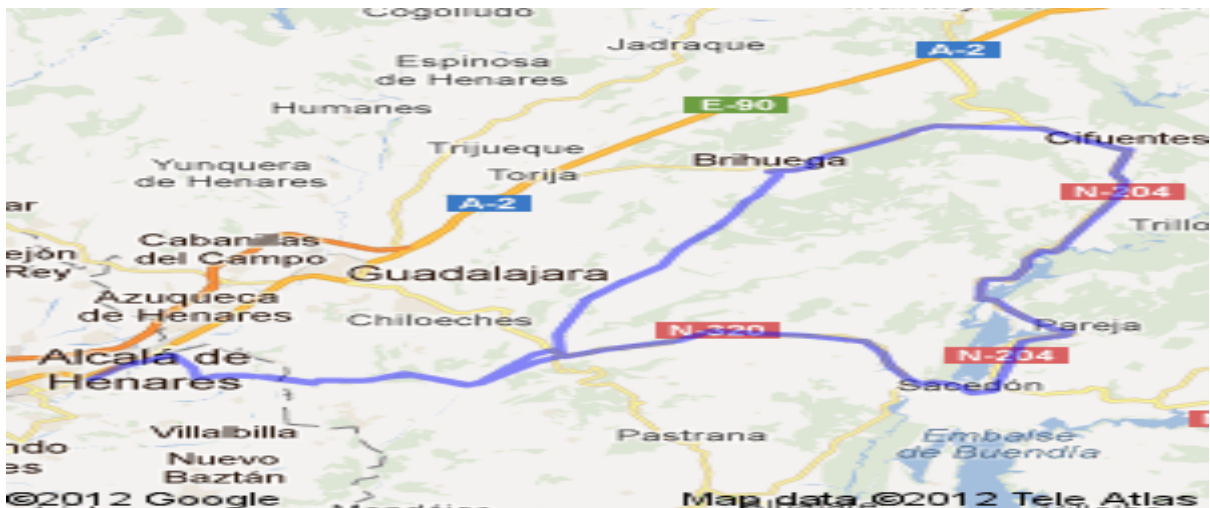 Cogolludo
Jadraque
A-2
Espinosa
de Henares
E-90
Humanes
Cifuentes
Trijueque
Brihuega
Yunquera
de Henares
Torija
N-204
A-2
Trillo
Cabanillas
del Campo
Guadalajara
Rey
Azuqueca
de Henares
Chiloeches
N-320
Pareja
Alcalá de
Henares
N-204
Sacedón
Villalbilla
Pastrana
Embalse
de Buendía
Nuevo
Baztán
©2012 Google
Map data ©2012 Tele Atlas